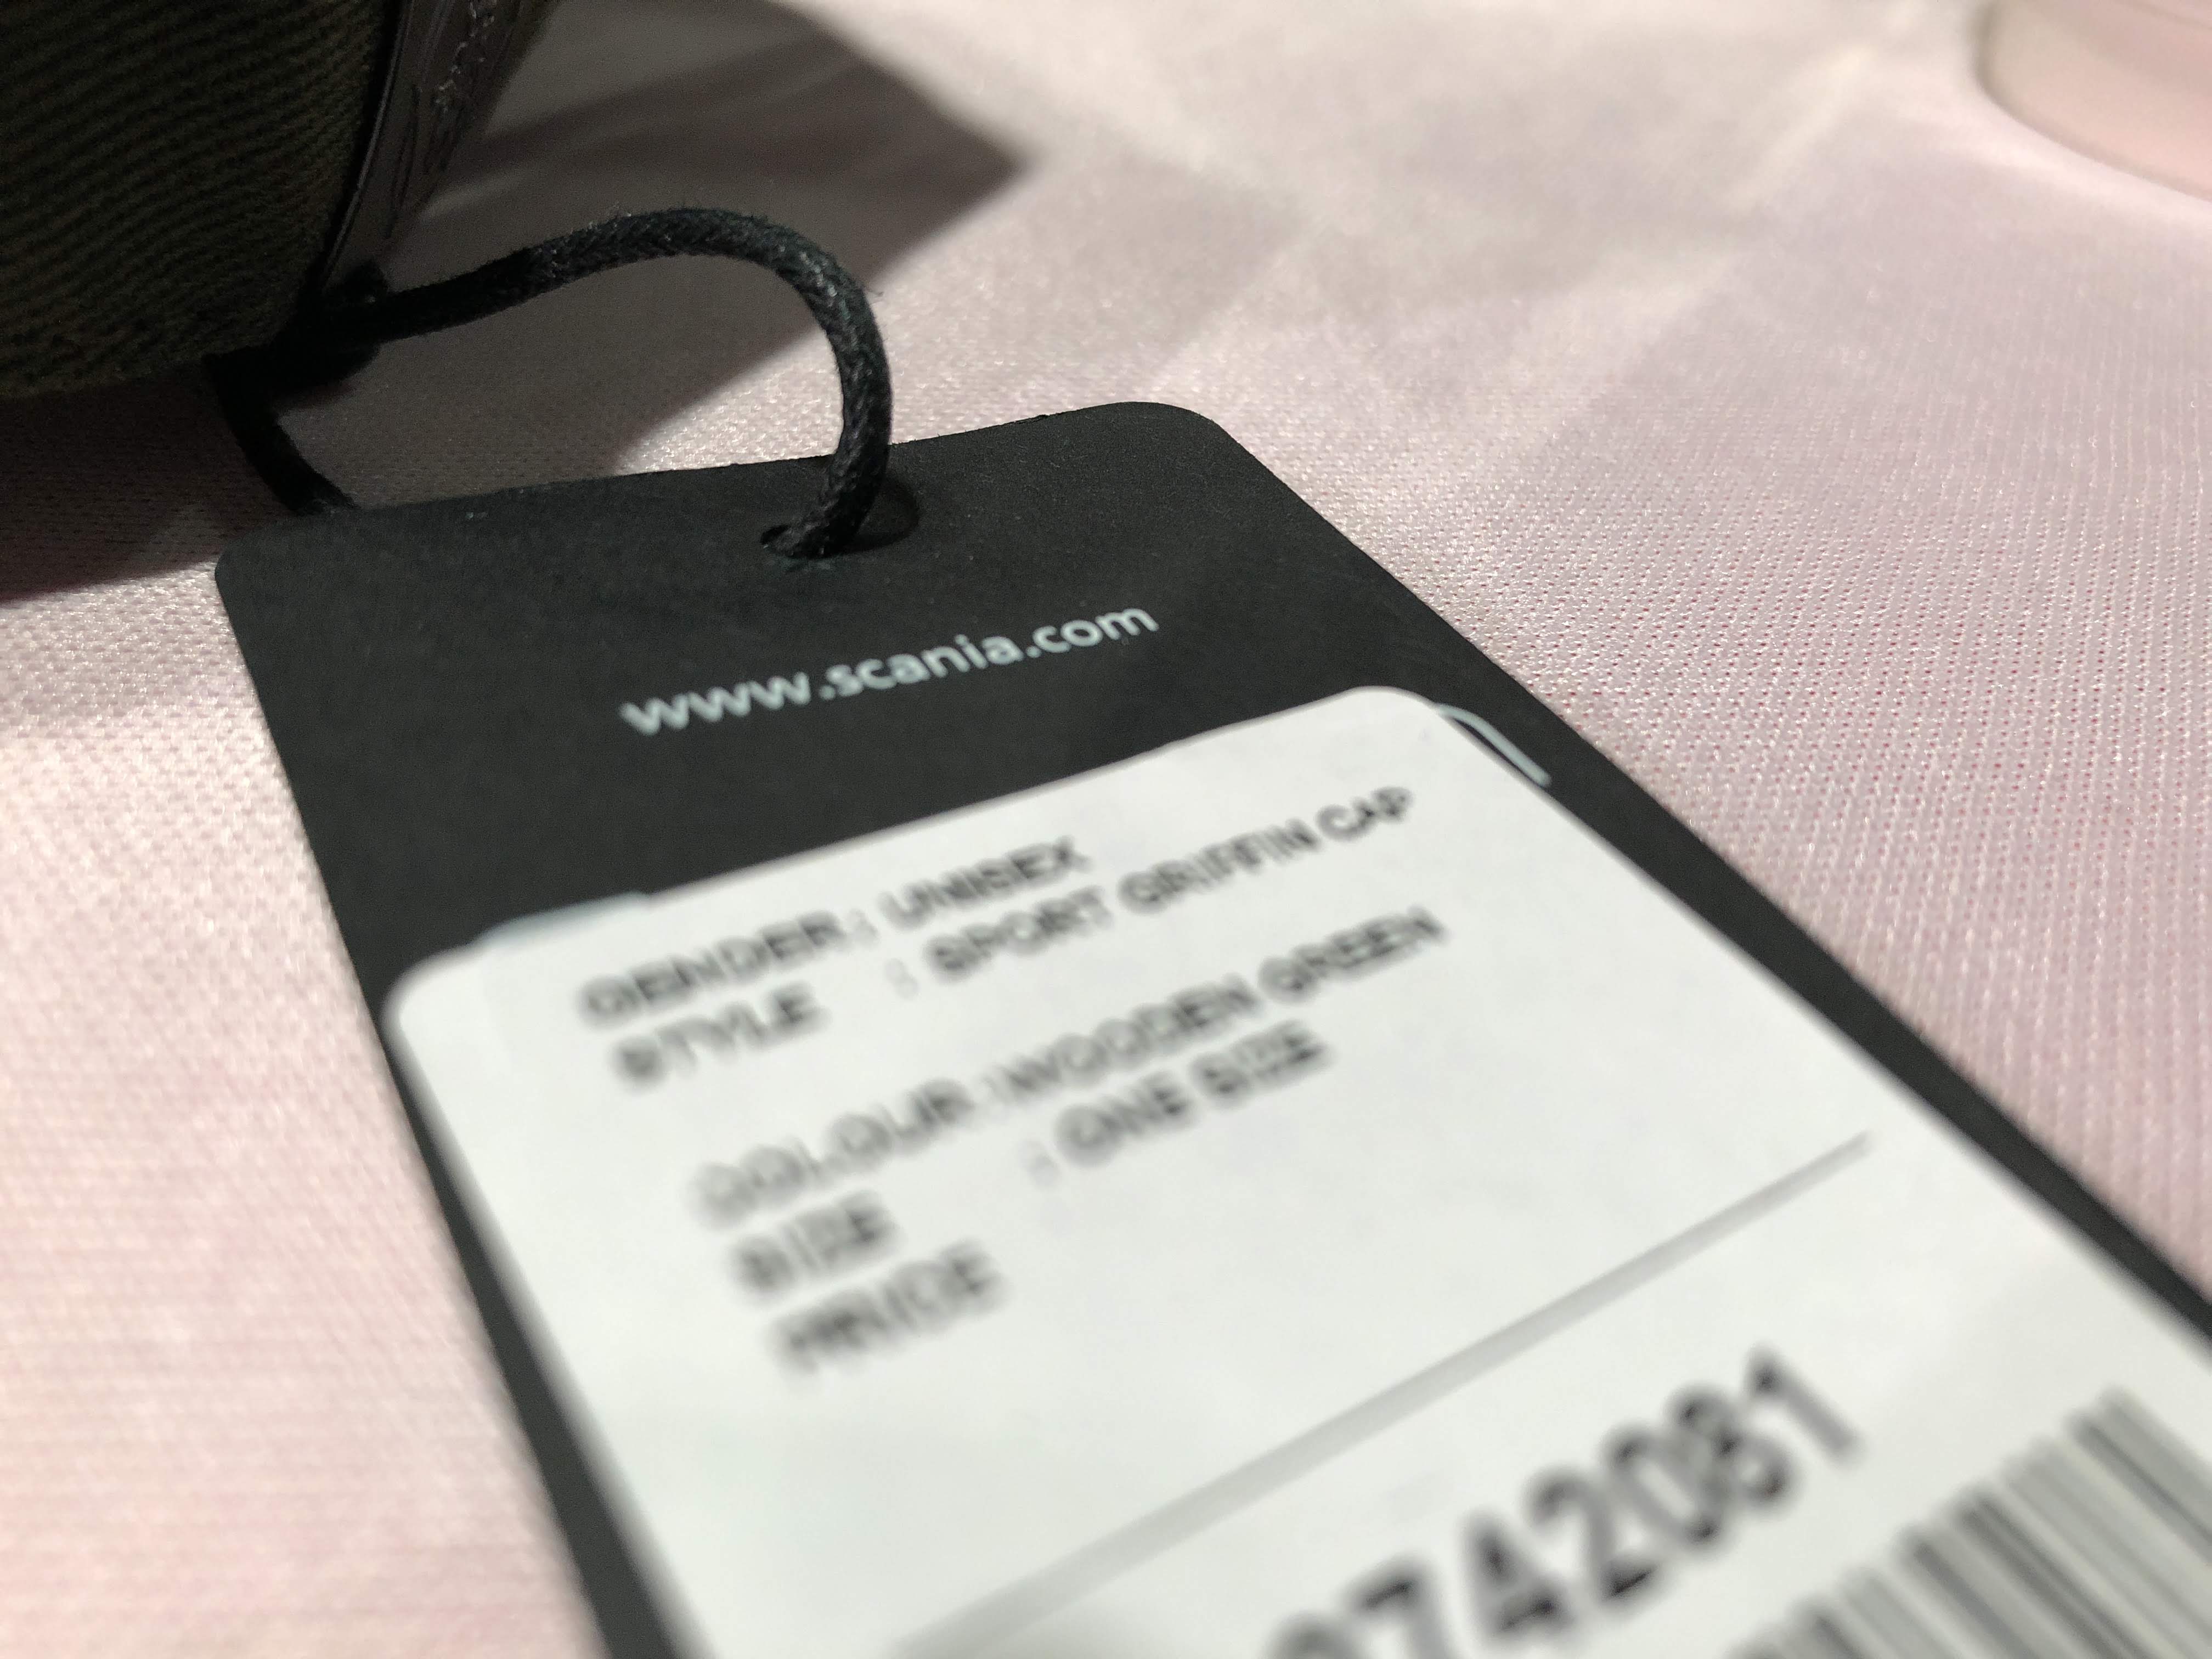 www.scania.com
GENDER : UNISEX
STYLE : SPORT GRIFFIN CAP
COLOUR : WOODEN GREEN
SIZE : ONE SIZE
PRICE